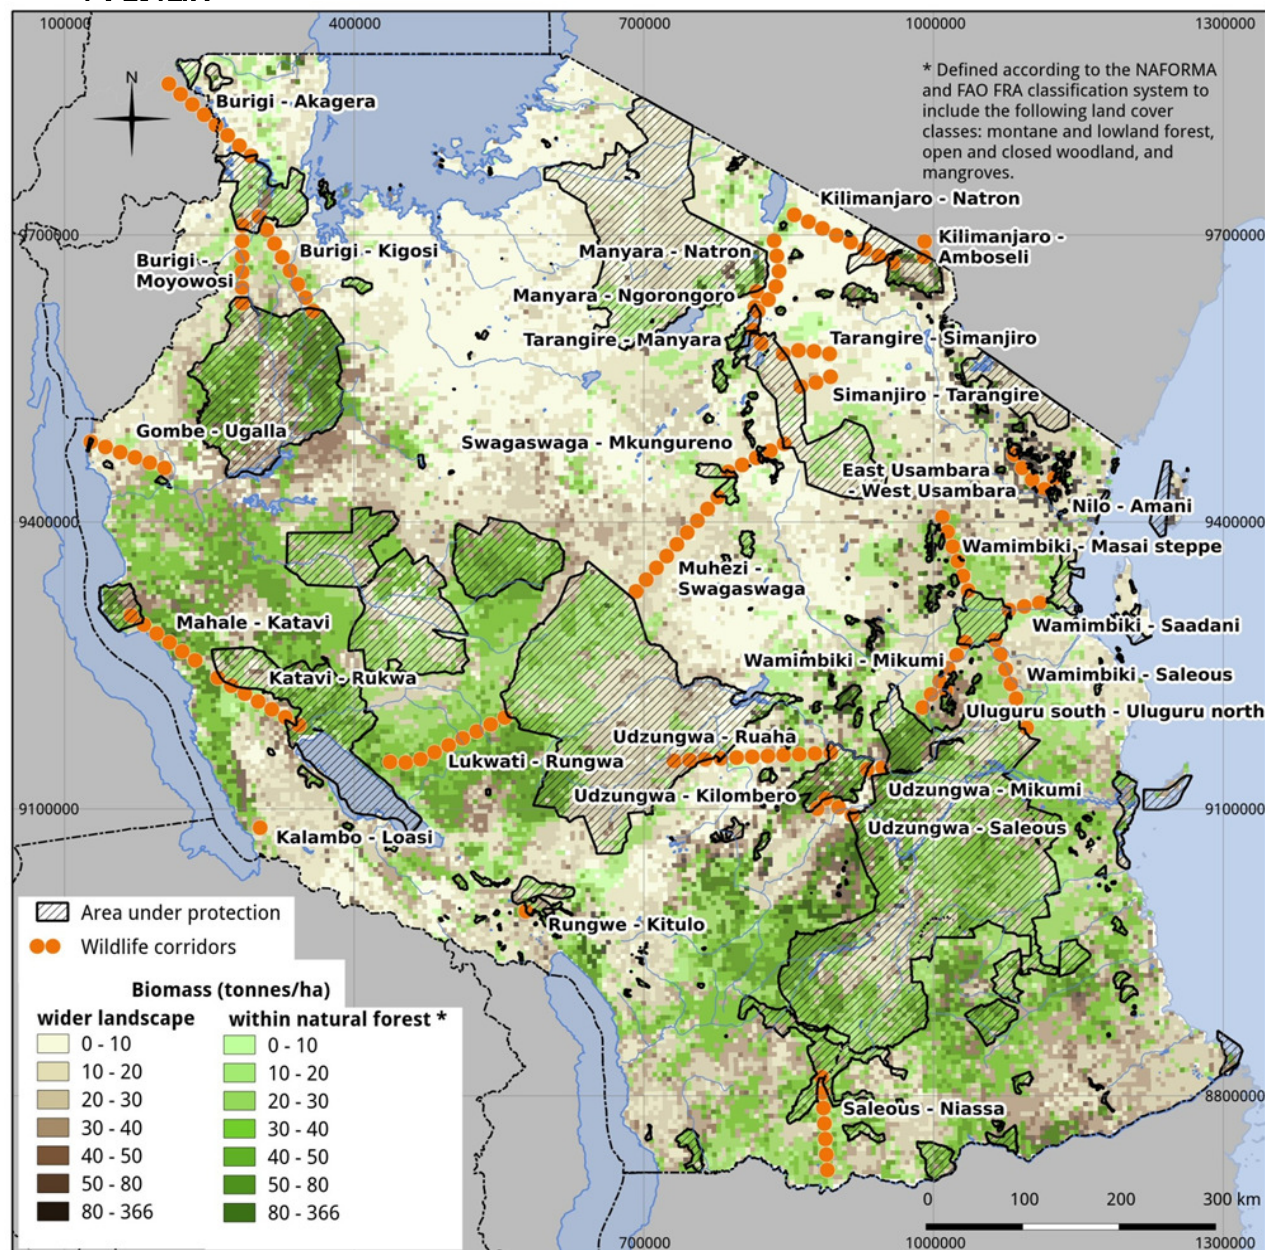 100000
400000
700000
1000000
1300000
N
* Defined according to the NAFORMA
and FAO FRA classification system to
include the following land cover
classes: montane and lowland forest,
open and closed woodland, and
mangroves.
Burigi - Akagera
Kilimanjaro - Natron
9700000
9700000
Burigi - Kigosi
Manyara - Natron
Kilimanjaro -
Amboseli
Burigi -
Moyowosi
Manyara - Ngorongoro
Tarangire - Manyara
Tarangire - Simanjiro
Simanjiro - Tarangire
Gombe - Ugalla
Swagaswaga - Mkungureno
East Usambara
- West Usambara
Nilo - Amani
9400000
9400000
Wamimbiki - Masai steppe
Muhezi -
Swagaswaga
Mahale - Katavi
Wamimbiki - Saadani
Wamimbiki - Mikumi
Katavi - Rukwa
Wamimbiki - Saleous
Uluguru south - Uluguru north
Udzungwa - Ruaha
Lukwati - Rungwa
Udzungwa - Mikumi
Udzungwa - Kilombero
9100000
9100000
Udzungwa - Saleous
Kalambo - Loasi
Rungwe - Kitulo
Area under protection
Wildlife corridors
Biomass (tonnes/ha)
wider landscape
within natural forest *
0 - 10
0 - 10
10 - 20
10 - 20
20 - 30
20 - 30
30 - 40
30 - 40
40 - 50
40 - 50
50 - 80
50 - 80
80 - 366
80 - 366
8800000
Saleous - Niassa
0
100
200
300 km
700000
1000000
1300000